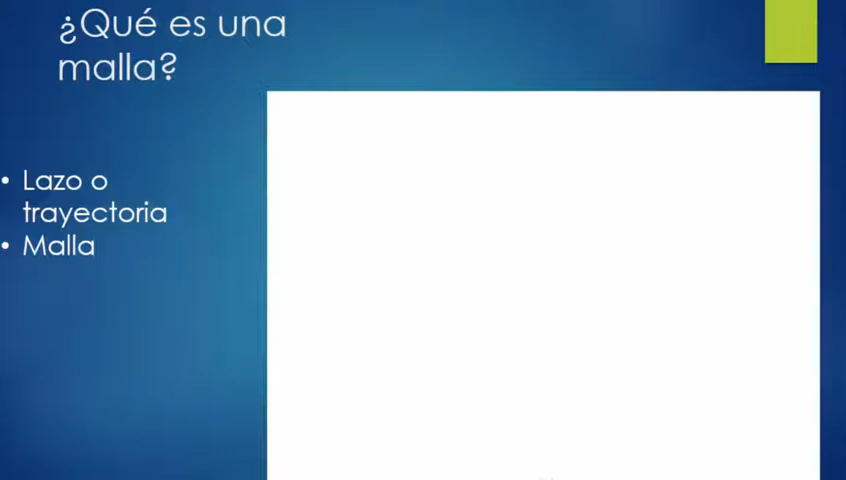 ¿Qué es una
malla?
• Lazo o
trayectoria
• Malla